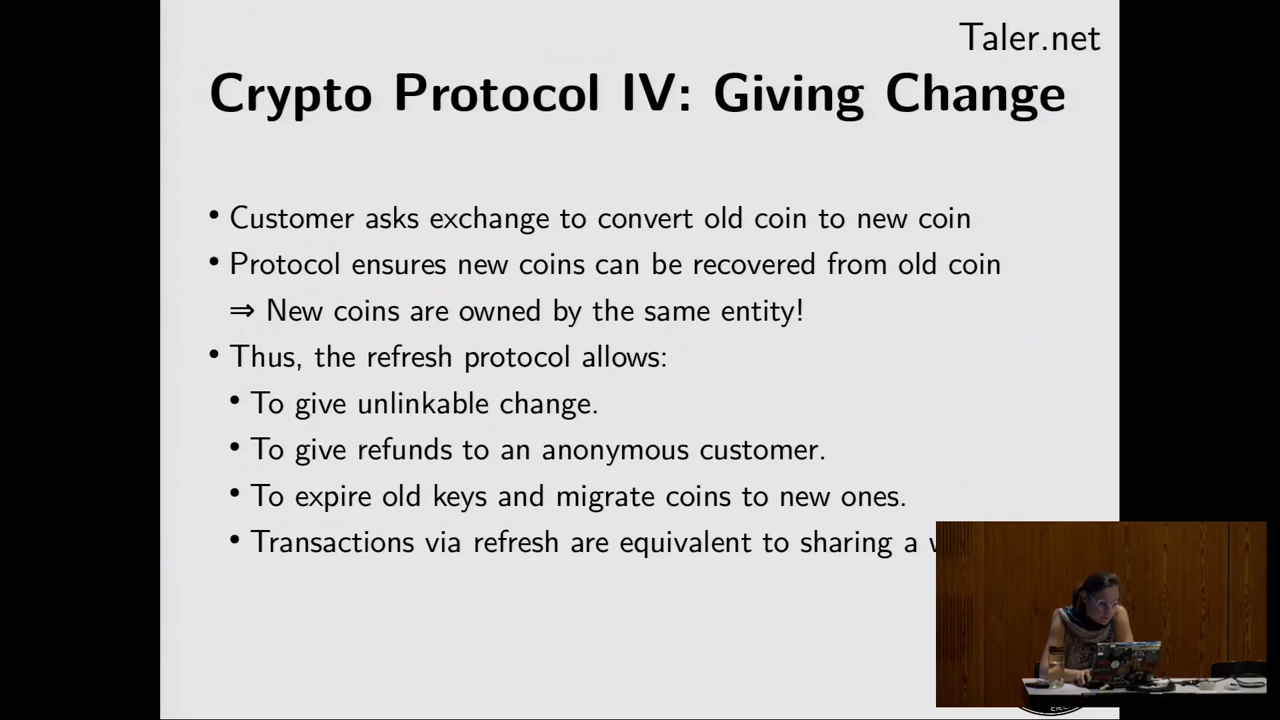 Taler.net
Crypto Protocol IV: Giving Change
• Customer asks exchange to convert old coin to new coin
• Protocol ensures new coins can be recovered from old coin
⇒ New coins are owned by the same entity!
• Thus, the refresh protocol allows:
• To give unlinkable change.
• To give refunds to an anonymous customer.
• To expire old keys and migrate coins to new ones.
• Transactions via refresh are equivalent to sharing a